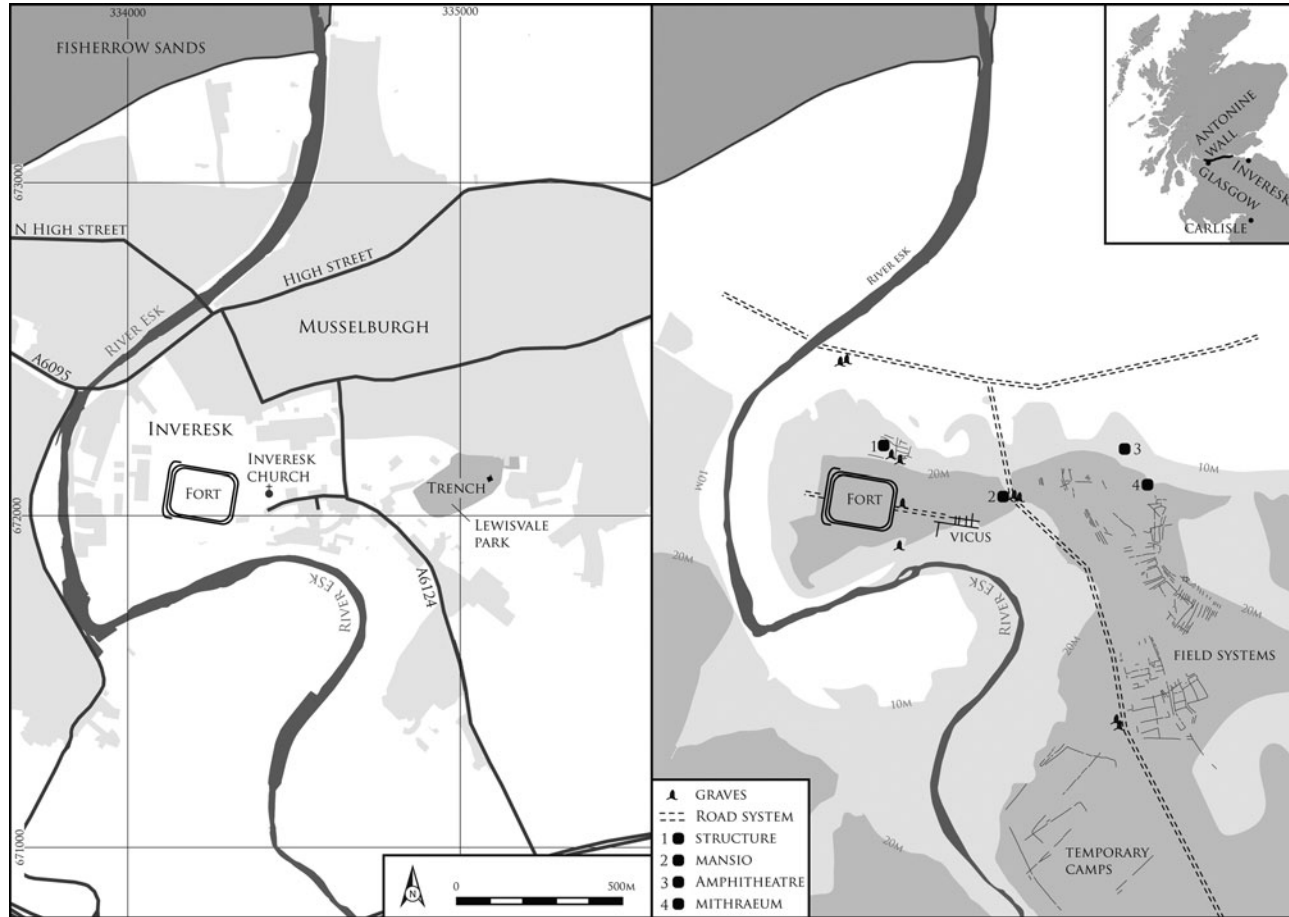 334000
335000
FISHERROW SANDS
673000
N HIGH STREET
HIGH STREET
RIVER ESK
MUSSELBURGH
A6095
INVERESK
INVERESK
CHURCH
FORT
TRENCH
672000
LEWISVALE
PARK
A6124
RIVER ESK
671000
N
0
500M
ANTONINE
WALL
INVERESK
GLASGOW
CARLISLE
RIVER ESK
10M
1
20M
3
10M
4
FORT
2
VICUS
20M
RIVER ESK
20M
20M
FIELD SYSTEMS
10M
20M
TEMPORARY
CAMPS
GRAVES
ROAD SYSTEM
1 STRUCTURE
2 MANSIO
3 AMPHITHEATRE
4 MITHRAEUM